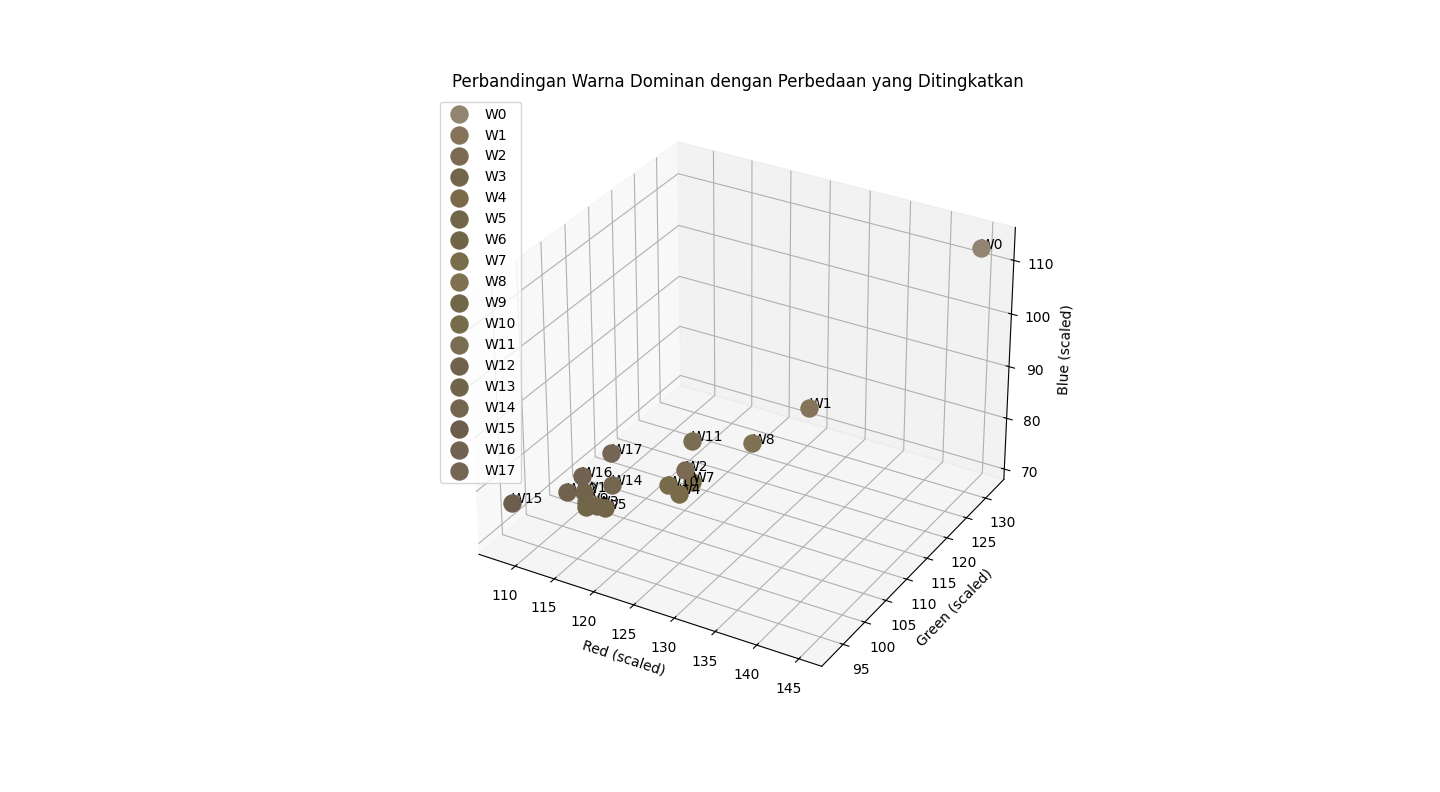 Perbandingan Warna Dominan dengan Perbedaan yang Ditingkatkan
W0
W1
W2
W3
W4
W5
W6
W7
W8
W9
W10
W11
W12
W13
W14
W15
W16
W17
W0
W1
W8
W11
W2
W7
W10
W4
W17
W16
W14
W15
W5
110
100
90
80
70
Blue (scaled)
130
125
120
115
110
105
100
95
Green (scaled)
110
115
120
125
130
135
140
145
Red (scaled)